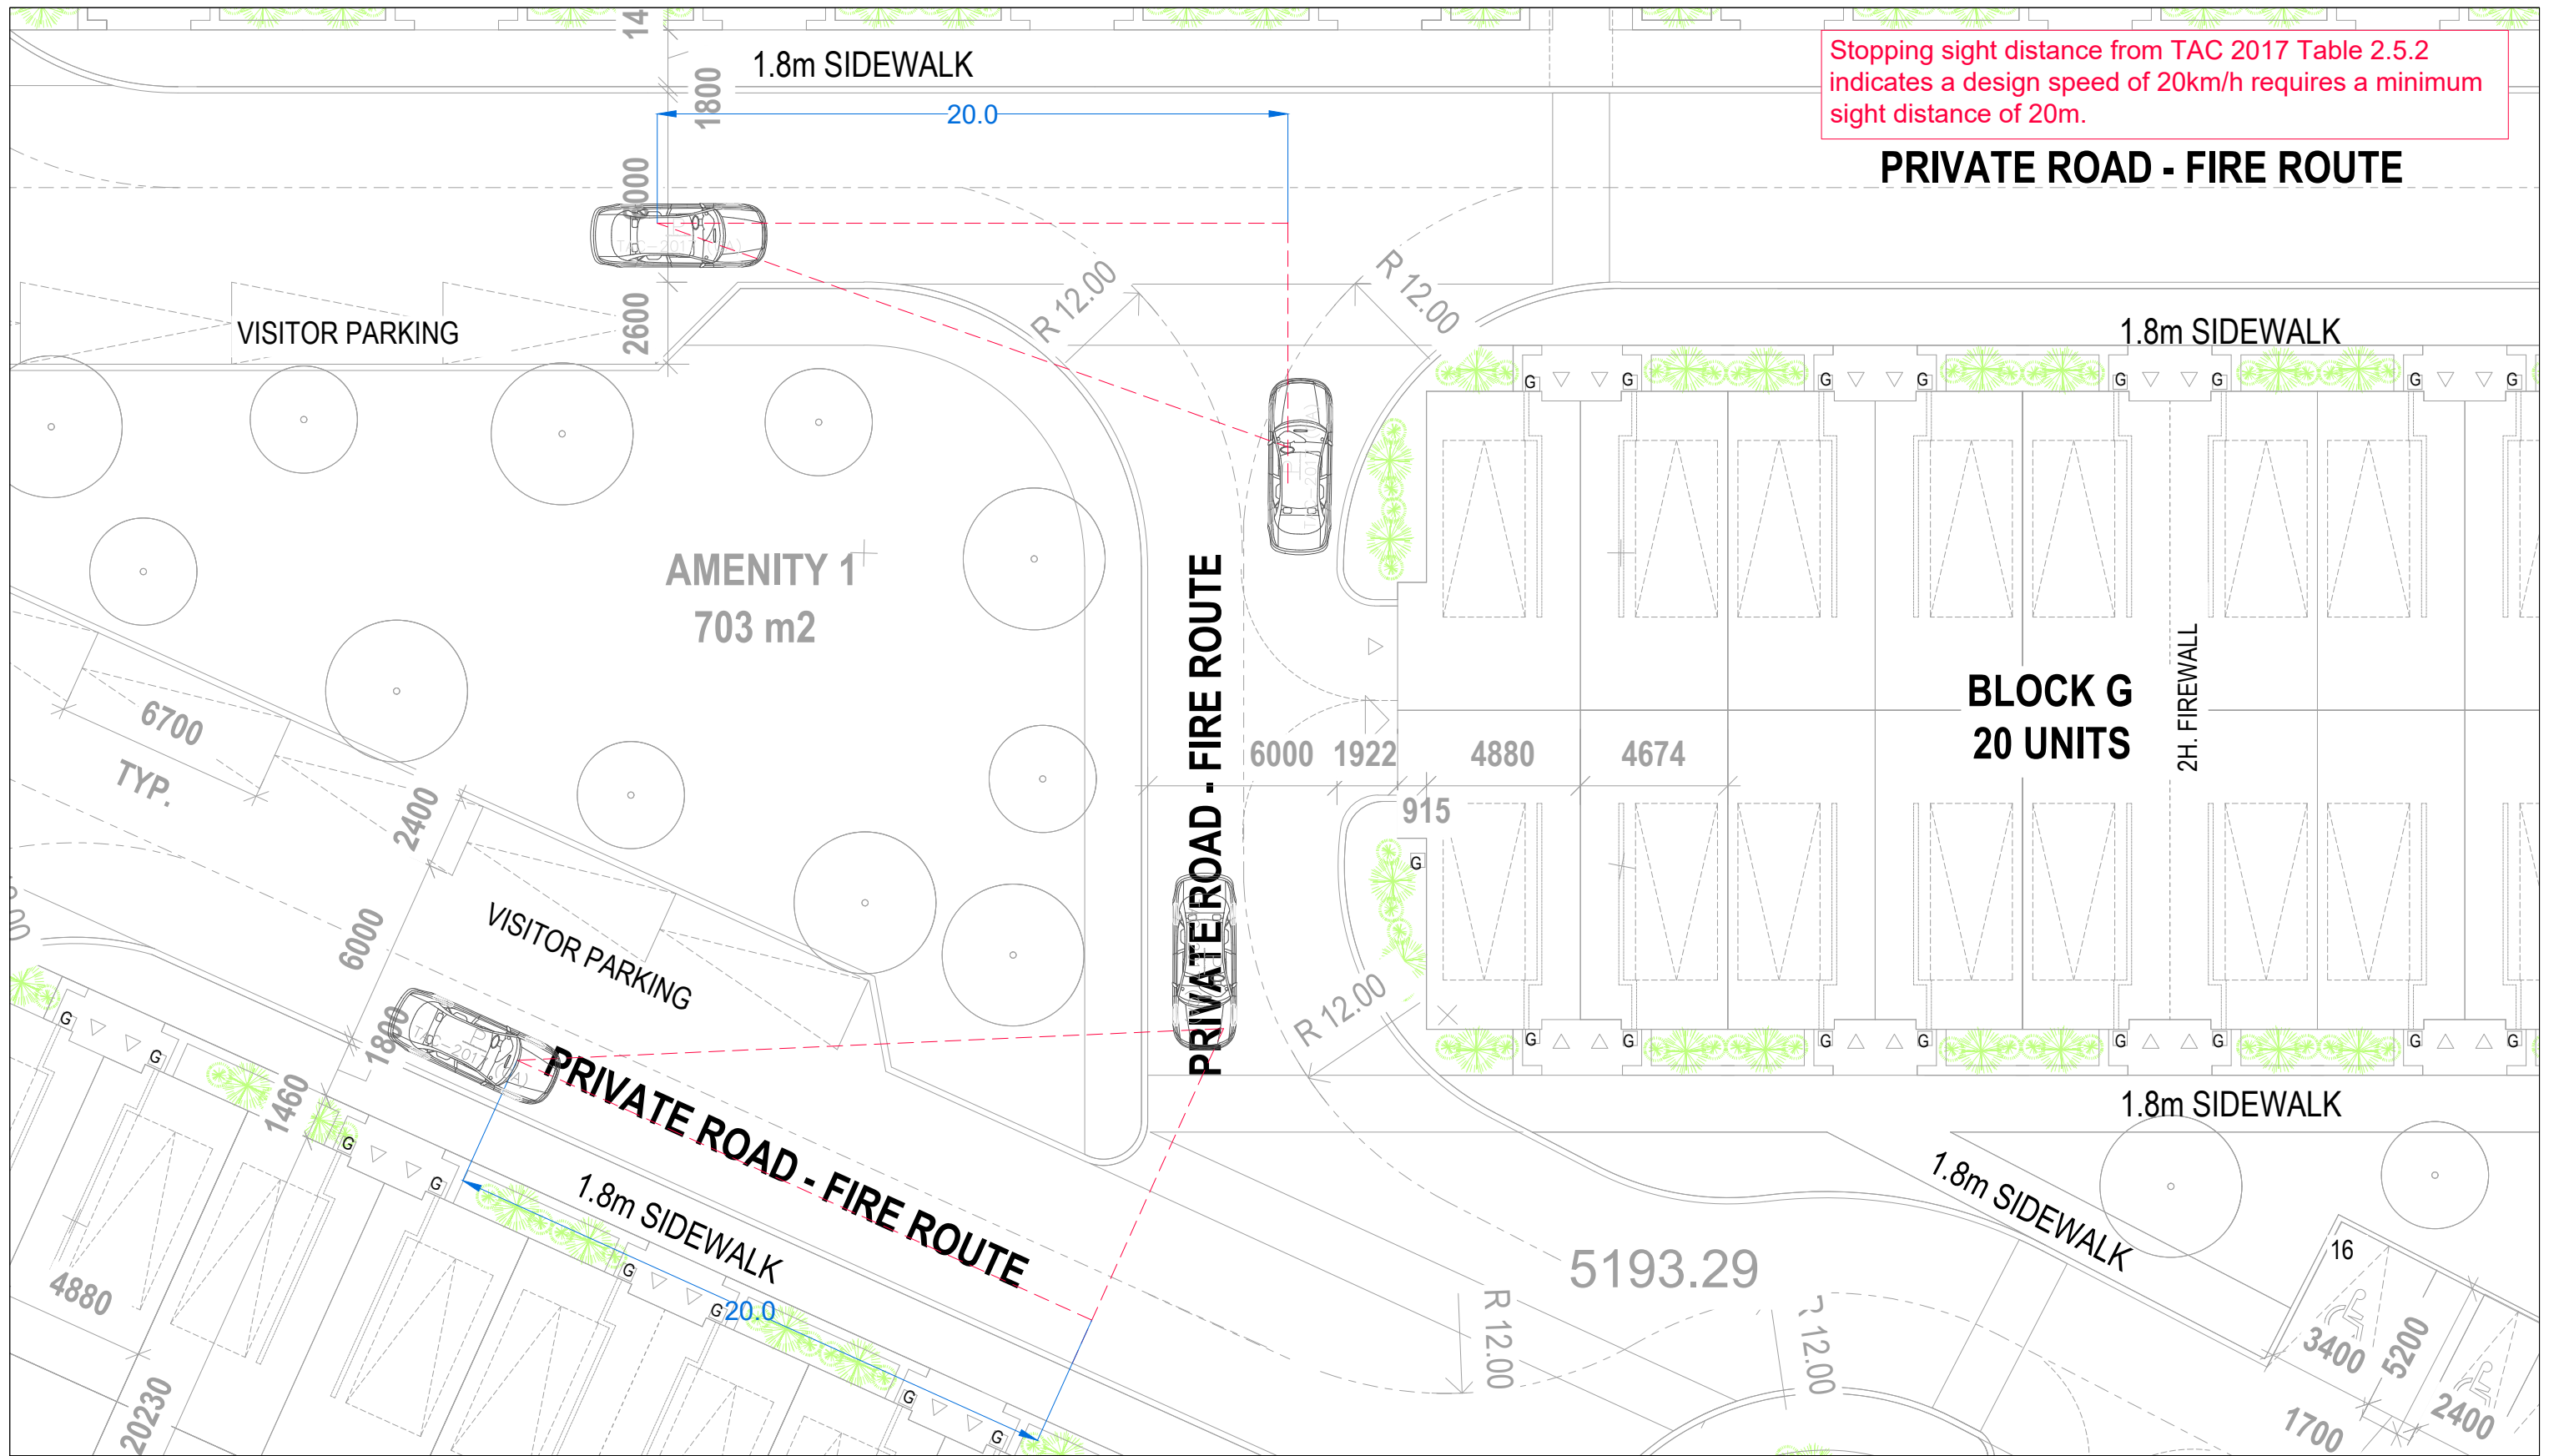 14
1.8m SIDEWALK
1800
20.0
Stopping sight distance from TAC 2017 Table 2.5.2
indicates a design speed of 20km/h requires a minimum
sight distance of 20m.
PRIVATE ROAD - FIRE ROUTE
000
TAC-2017
R 12.00
R 12.00
VISITOR PARKING
2600
1.8m SIDEWALK
G
G
G
G
G
G
G
G
AMENITY 1
703 m2
PRIVATE ROAD - FIRE ROUTE
BLOCK G
20 UNITS
2H. FIREWALL
6700
TYP.
2400
6000
1922
4880
4674
915
G
6000
VISITOR PARKING
R 12.00
1800
TAC-2017
1460
G
G
G
G
G
G
G
G
G
G
PRIVATE ROAD - FIRE ROUTE
1.8m SIDEWALK
1.8m SIDEWALK
1.8m SIDEWALK
G
G
20.0
G
G
G
G
4880
20230
5193.29
R 12.00
R 12.00
16
3400
5200
2400
1700